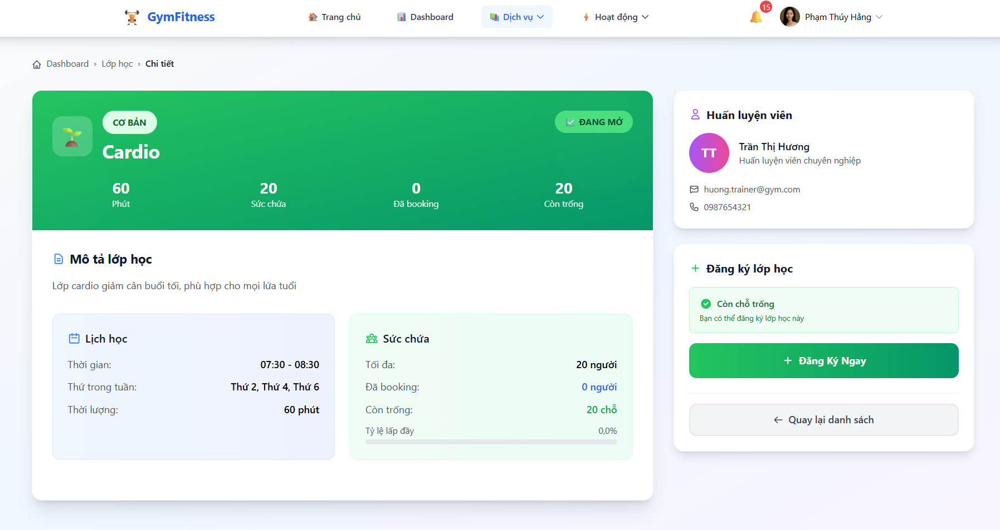 GymFitness
Trang chủ
Dashboard
Dịch vụ
Hoạt động
15
Phạm Thúy Hằng
Dashboard › Lớp học › Chi tiết
CƠ BẢN
ĐANG MỞ
Cardio
60
Phút
20
Sức chứa
0
Đã booking
20
Còn trống
Mô tả lớp học
Lớp cardio giảm cân buổi tối, phù hợp cho mọi lứa tuổi
Lịch học
Thời gian: 07:30 - 08:30
Thứ trong tuần: Thứ 2, Thứ 4, Thứ 6
Thời lượng: 60 phút
Sức chứa
Tối đa: 20 người
Đã booking: 0 người
Còn trống: 20 chỗ
Tỷ lệ lấp đầy 0,0%
Huấn luyện viên
TT
Trần Thị Hương
Huấn luyện viên chuyên nghiệp
huong.trainer@gym.com
0987654321
Đăng ký lớp học
Còn chỗ trống
Bạn có thể đăng ký lớp học này
+ Đăng Ký Ngay
← Quay lại danh sách